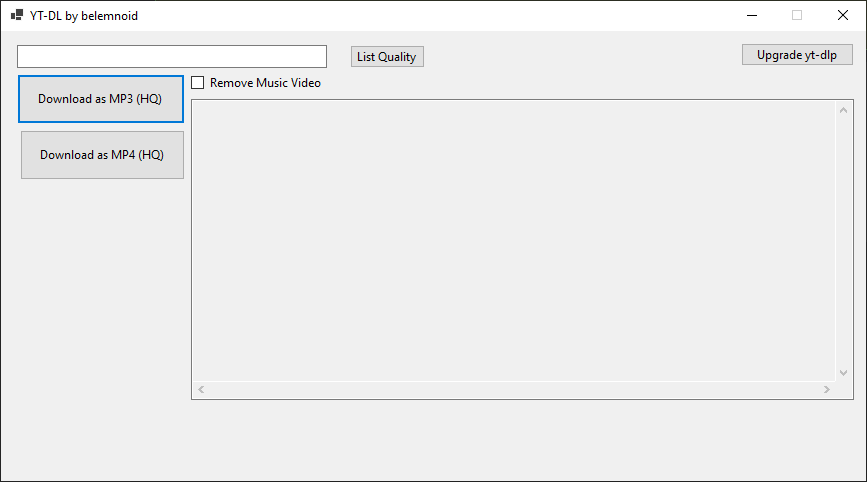 YT-DL by belemnoid
List Quality
Upgrade yt-dlp
Download as MP3 (HQ)
Remove Music Video
Download as MP4 (HQ)